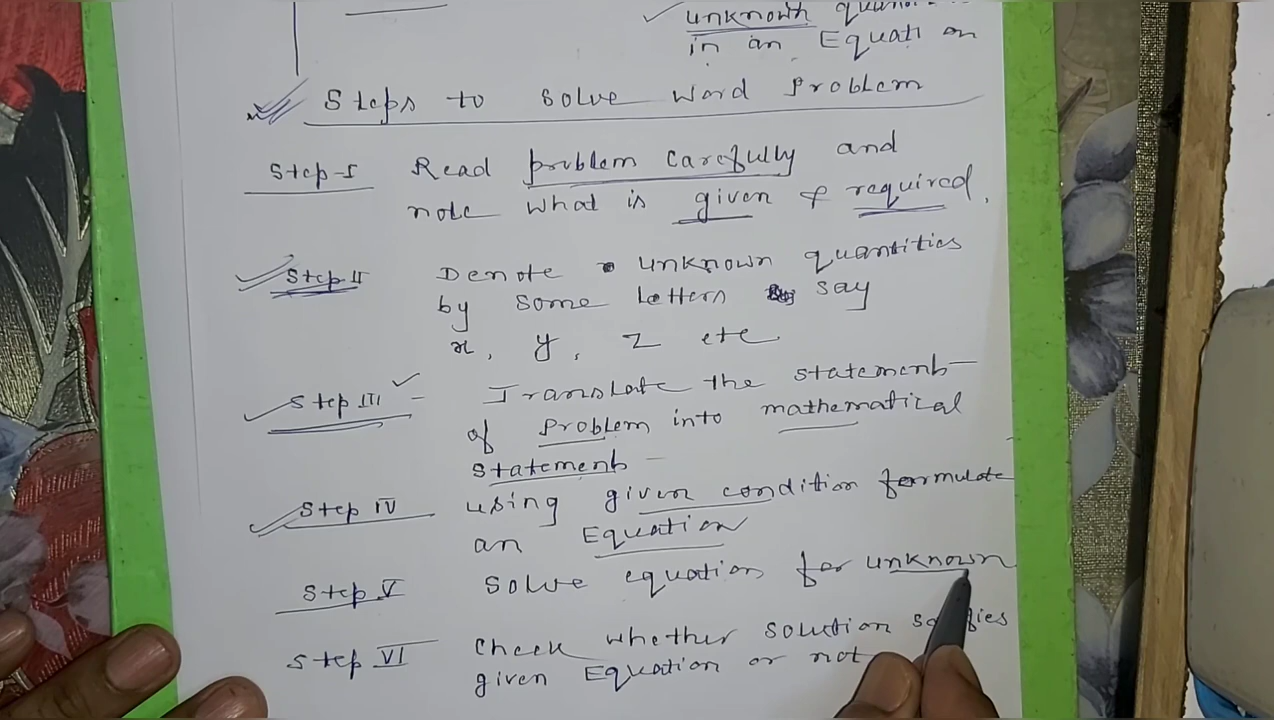 unknown
in an Equation
Steps to solve word Problem
Step-I Read problem carefully and
note what is given & required.
Step II Denote unknown quantities
by some letters say
x, y, z etc
Step III - Translate the statement
of Problem into mathematical
statement
Step IV using given condition formulate
an Equation
Step V Solve equation for unknown
Step VI Check whether solution
given Equation or not